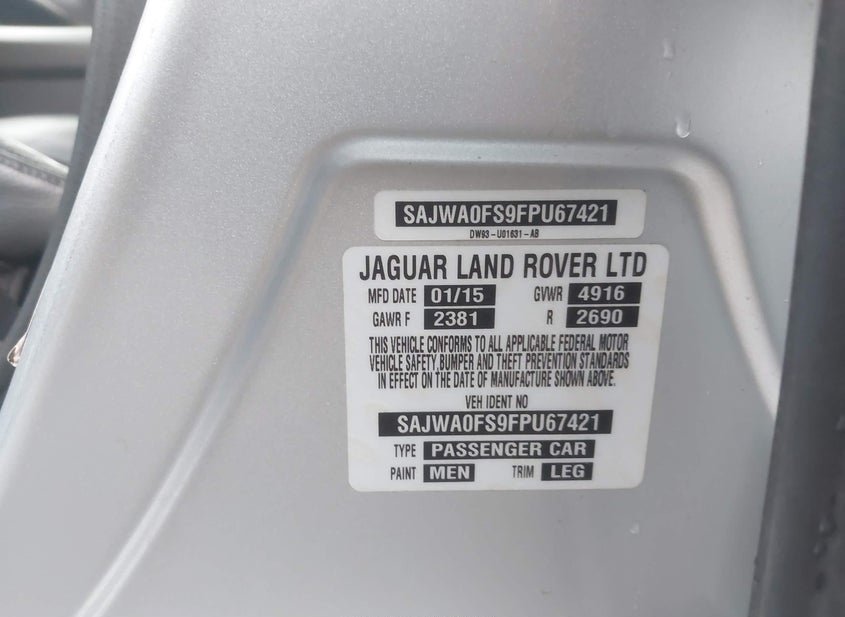 SAJWA0FS9FPU67421
DW93-U01631-AB
JAGUAR LAND ROVER LTD
MFD DATE 01/15 GVWR 4916
GAWR F 2381 R 2690
THIS VEHICLE CONFORMS TO ALL APPLICABLE FEDERAL MOTOR
VEHICLE SAFETY,BUMPER AND THEFT PREVENTION STANDARDS
IN EFFECT ON THE DATE OF MANUFACTURE SHOWN ABOVE.
VEH IDENT NO
SAJWA0FS9FPU67421
TYPE PASSENGER CAR
PAINT MEN TRIM LEG